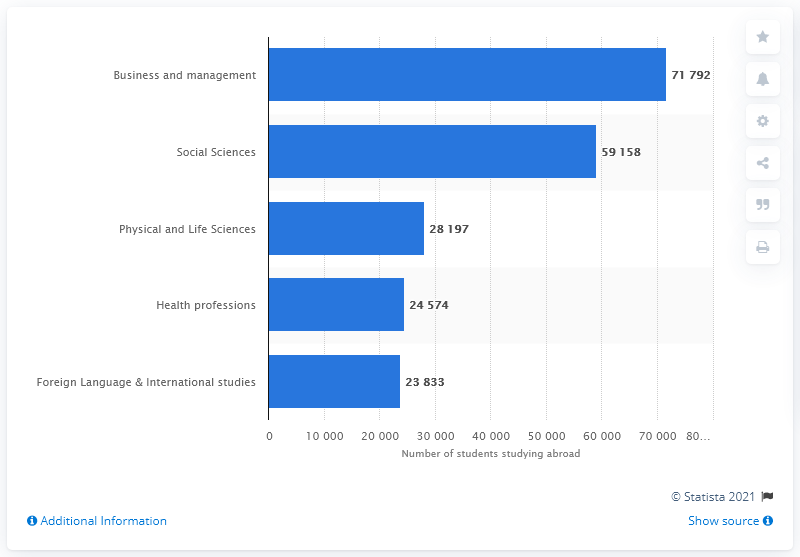 Business and management 71 792
Social Sciences 59 158
Physical and Life Sciences 28 197
Health professions 24 574
Foreign Language & International studies 23 833
0 10 000 20 000 30 000 40 000 50 000 60 000 70 000 80...
Number of students studying abroad
© Statista 2021
Additional Information Show source